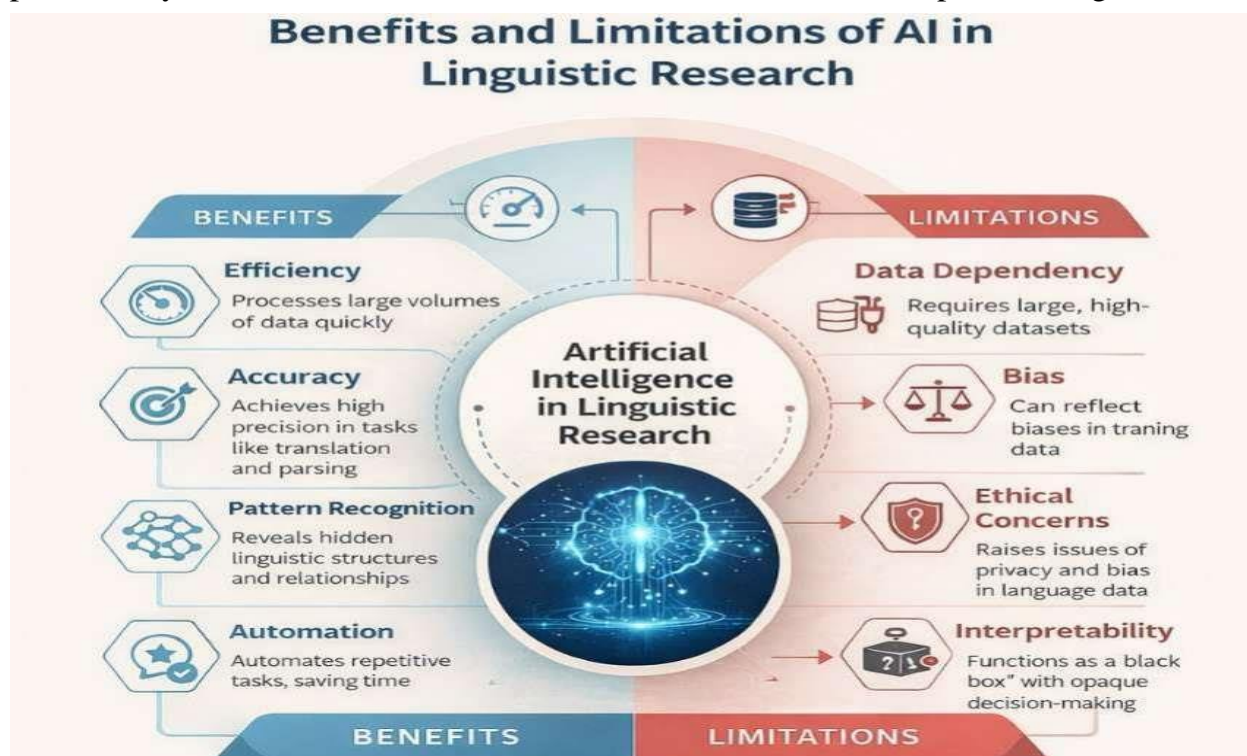 Benefits and Limitations of AI in
Linguistic Research
BENEFITS
Efficiency
Processes large volumes
of data quickly
Accuracy
Achieves high
precision in tasks
like translation
and parsing
Pattern Recognition
Reveals hidden
linguistic structures
and relationships
Automation
Automates repetitive
tasks, saving time
Artificial
Intelligence
in Linguistic
Research
LIMITATIONS
Data Dependency
Requires large, high-
quality datasets
Bias
Can reflect
biases in traning
data
Ethical
Concerns
Raises issues of
privacy and bias
in language data
Interpretability
Functions as a black
box" with opaque
decision-making
BENEFITS
LIMITATIONS